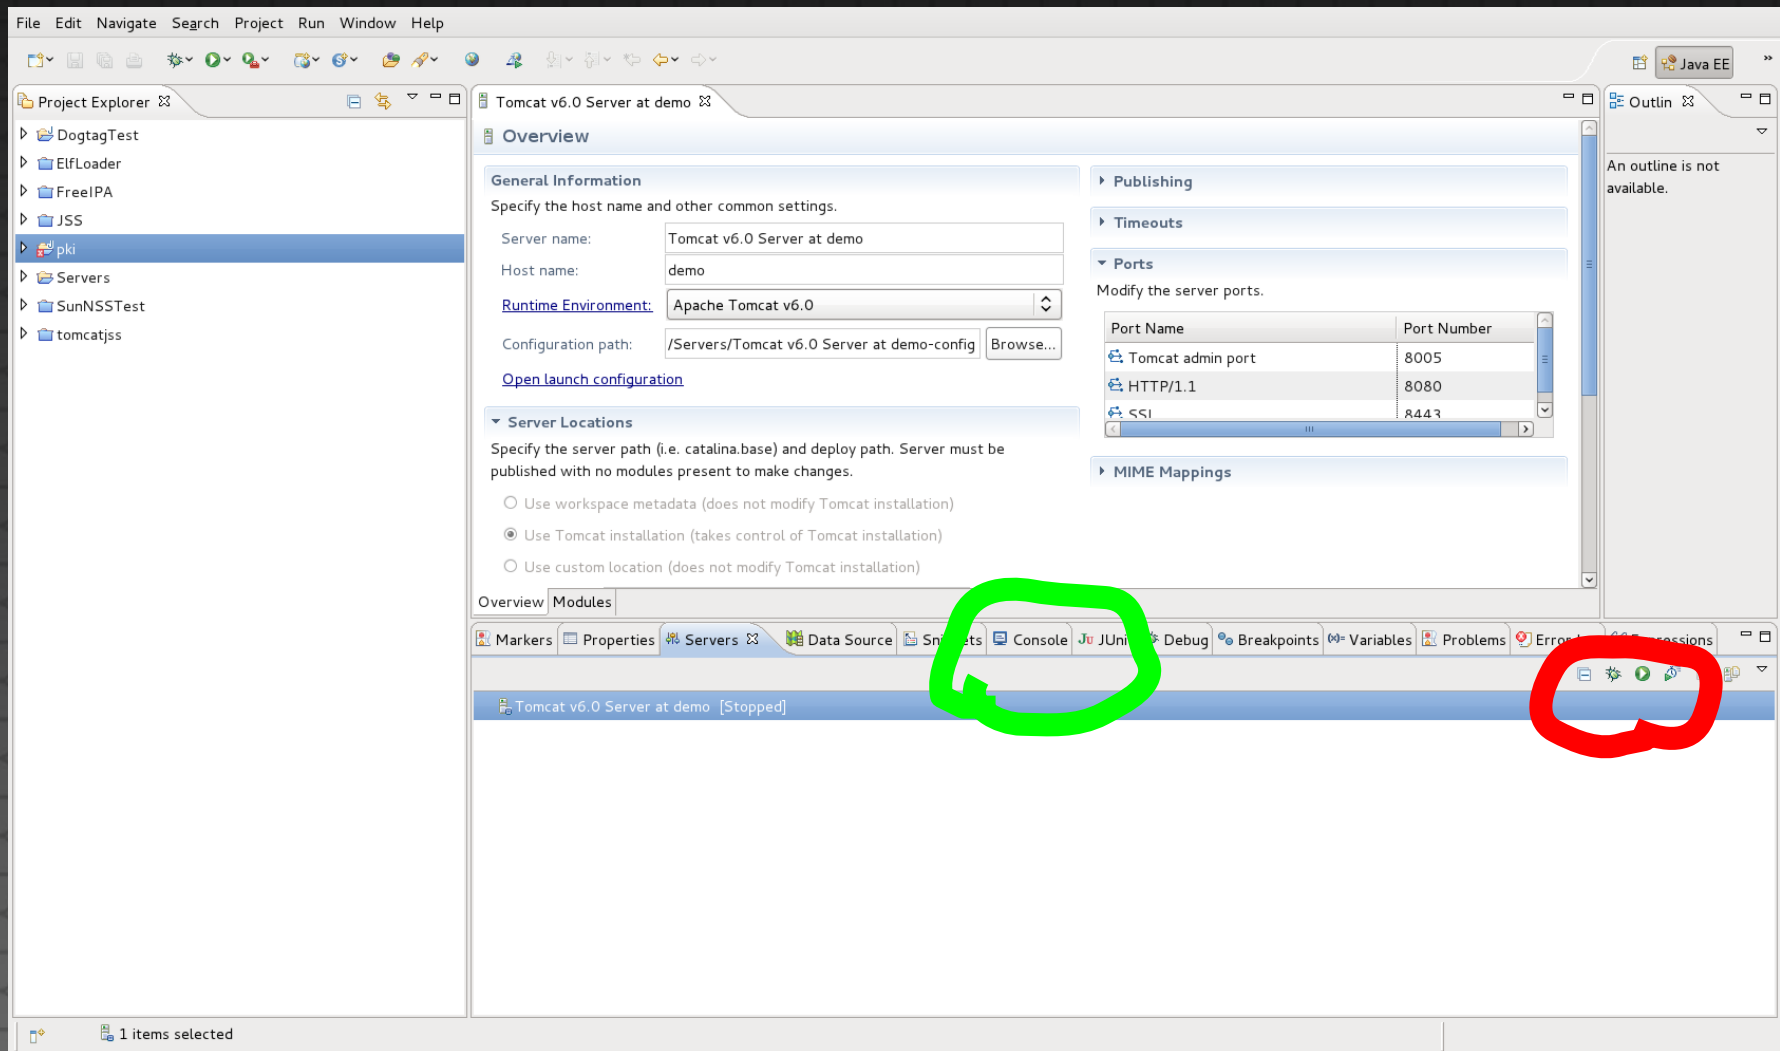 File Edit Navigate Search Project Run Window Help
Java EE
Project Explorer
DogtagTest
ElfLoader
FreeIPA
JSS
pki
Servers
SunNSSTest
tomcatjss
Tomcat v6.0 Server at demo
Overview
General Information
Specify the host name and other common settings.
Server name: Tomcat v6.0 Server at demo
Host name: demo
Runtime Environment: Apache Tomcat v6.0
Configuration path: /Servers/Tomcat v6.0 Server at demo-config Browse...
Open launch configuration
Server Locations
Specify the server path (i.e. catalina.base) and deploy path. Server must be
published with no modules present to make changes.
Use workspace metadata (does not modify Tomcat installation)
Use Tomcat installation (takes control of Tomcat installation)
Use custom location (does not modify Tomcat installation)
Publishing
Timeouts
Ports
Modify the server ports.
Port Name Port Number
Tomcat admin port 8005
HTTP/1.1 8080
SSL 8443
MIME Mappings
Overview Modules
Outlin
An outline is not
available.
Markers Properties Servers Data Source Console Debug Breakpoints Variables Problems
Tomcat v6.0 Server at demo [Stopped]
1 items selected